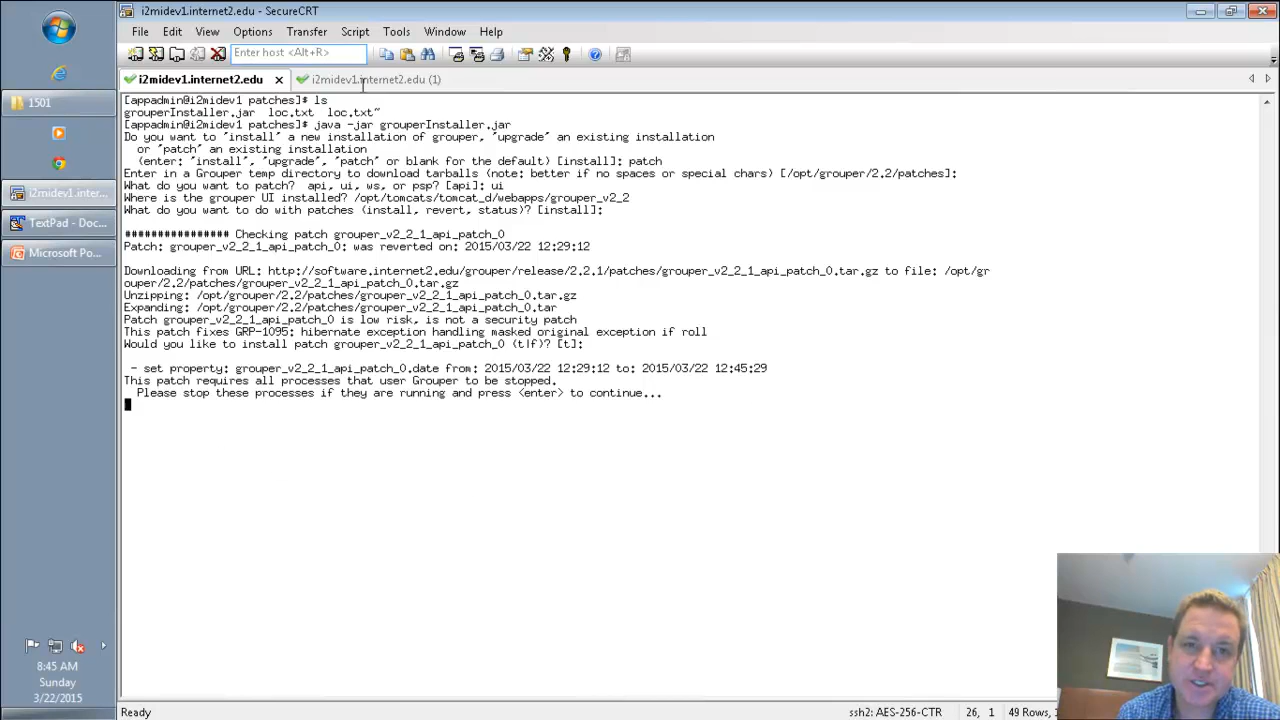 i2midev1.internet2.edu - SecureCRT
File Edit View Options Transfer Script Tools Window Help
Enter host <Alt+R>
i2midev1.internet2.edu
i2midev1.internet2.edu (1)
1501
i2midev1.inter...
TextPad - Doc...
Microsoft Po...
[appadmin@i2midev1 patches]$ ls
grouperInstaller.jar loc.txt loc.txt~
[appadmin@i2midev1 patches]$ java -jar grouperInstaller.jar
Do you want to "install" a new installation of grouper, "upgrade" an existing installation
or "patch" an existing installation
(enter: "install", "upgrade", "patch" or blank for the default) [install]: patch
Enter in a Grouper temp directory to download tarballs (note: better if no spaces or special chars) [/opt/grouper/2.2/patches]:
What do you want to patch? api, ui, ws, or psp? [api]: ui
Where is the grouper UI installed? /opt/tomcats/tomcat_d/webapps/grouper_v2_2
What do you want to do with patches (install, revert, status)? [install]:
################ Checking patch grouper_v2_2_1_api_patch_0
Patch: grouper_v2_2_1_api_patch_0: was reverted on: 2015/03/22 12:29:12
Downloading from URL: http://software.internet2.edu/grouper/release/2.2.1/patches/grouper_v2_2_1_api_patch_0.tar.gz to file: /opt/gr
ouper/2.2/patches/grouper_v2_2_1_api_patch_0.tar.gz
Unzipping: /opt/grouper/2.2/patches/grouper_v2_2_1_api_patch_0.tar.gz
Expanding: /opt/grouper/2.2/patches/grouper_v2_2_1_api_patch_0.tar
Patch grouper_v2_2_1_api_patch_0 is low risk, is not a security patch
This patch fixes GRP-1095: hibernate exception handling masked original exception if roll
Would you like to install patch grouper_v2_2_1_api_patch_0 (t|f)? [t]:
- set property: grouper_v2_2_1_api_patch_0.date from: 2015/03/22 12:29:12 to: 2015/03/22 12:45:29
This patch requires all processes that user Grouper to be stopped.
Please stop these processes if they are running and press <enter> to continue...
8:45 AM
Sunday
3/22/2015
Ready
ssh2: AES-256-CTR
26, 1
49 Rows,